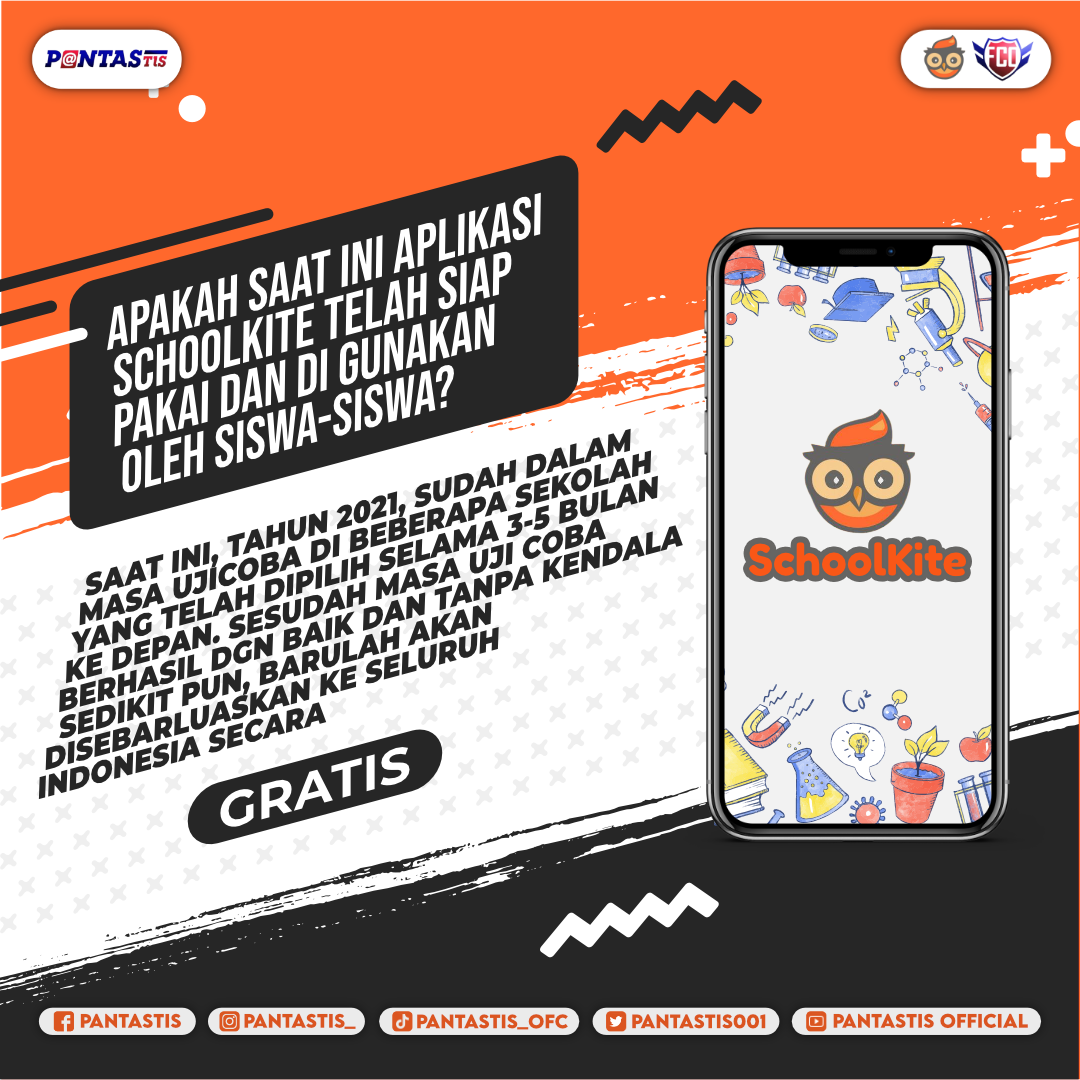 P@NTASTIS
FCO
APAKAH SAAT INI APLIKASI
SCHOOLKITE TELAH SIAP
PAKAI DAN DI GUNAKAN
OLEH SISWA-SISWA?
SAAT INI, TAHUN 2021, SUDAH DALAM
MASA UJICOBA DI BEBERAPA SEKOLAH
YANG TELAH DIPILIH SELAMA 3-5 BULAN
KE DEPAN. SESUDAH MASA UJI COBA
BERHASIL DGN BAIK DAN TANPA KENDALA
SEDIKIT PUN, BARULAH AKAN
DISEBARLUASKAN KE SELURUH
INDONESIA SECARA
GRATIS
SchoolKite
Co²
PANTASTIS
PANTASTIS_
PANTASTIS_OFC
PANTASTIS001
PANTASTIS OFFICIAL